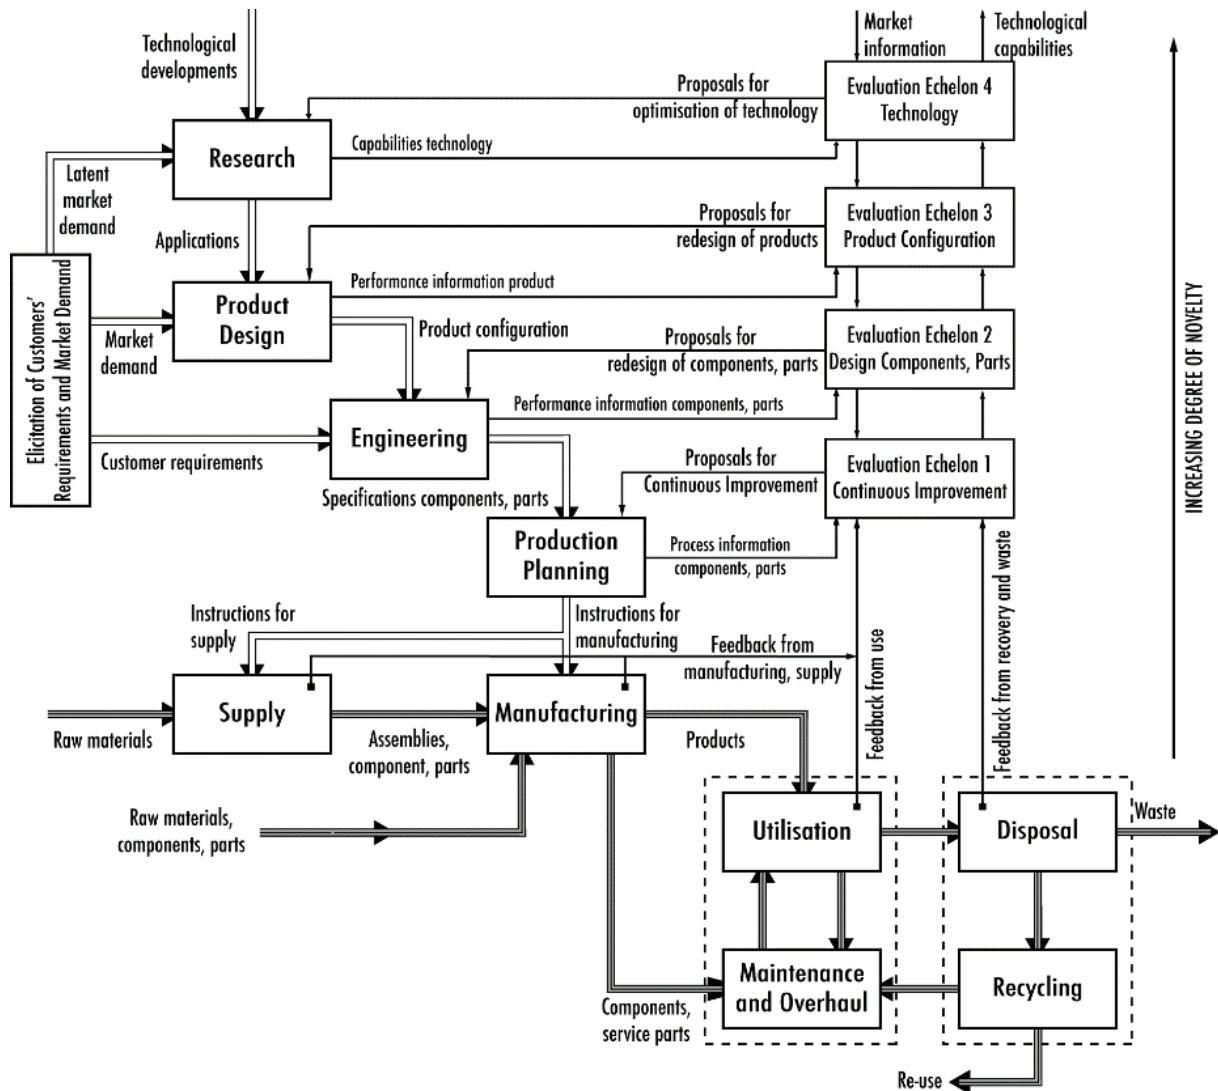 Technological
developments
Market
information
Technological
capabilities
Proposals for
optimisation of technology
Evaluation Echelon 4
Technology
Research
Capabilities technology
Latent
market
demand
Applications
Proposals for
redesign of products
Evaluation Echelon 3
Product Configuration
Elicitation of Customers'
Requirements and Market Demand
Performance information product
Product
Design
Market
demand
Product configuration
Proposals for
redesign of components, parts
Evaluation Echelon 2
Design Components, Parts
INCREASING DEGREE OF NOVELTY
Engineering
Performance information components, parts
Customer requirements
Specifications components, parts
Proposals for
Continuous Improvement
Evaluation Echelon 1
Continuous Improvement
Production
Planning
Process information
components, parts
Instructions for
supply
Instructions for
manufacturing
Feedback from
manufacturing, supply
Feedback from use
Feedback from recovery and waste
Supply
Manufacturing
Raw materials
Assemblies,
component, parts
Products
Raw materials,
components, parts
Utilisation
Disposal
Waste
Maintenance
and Overhaul
Recycling
Components,
service parts
Re-use